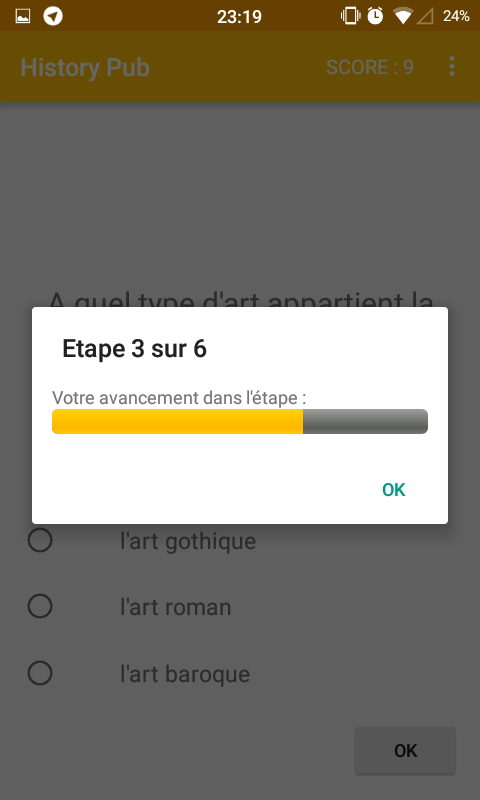 23:19
24%
History Pub
SCORE : 9
A quel type d'art appartient la
Etape 3 sur 6
Votre avancement dans l'étape :
OK
l'art gothique
l'art roman
l'art baroque
OK